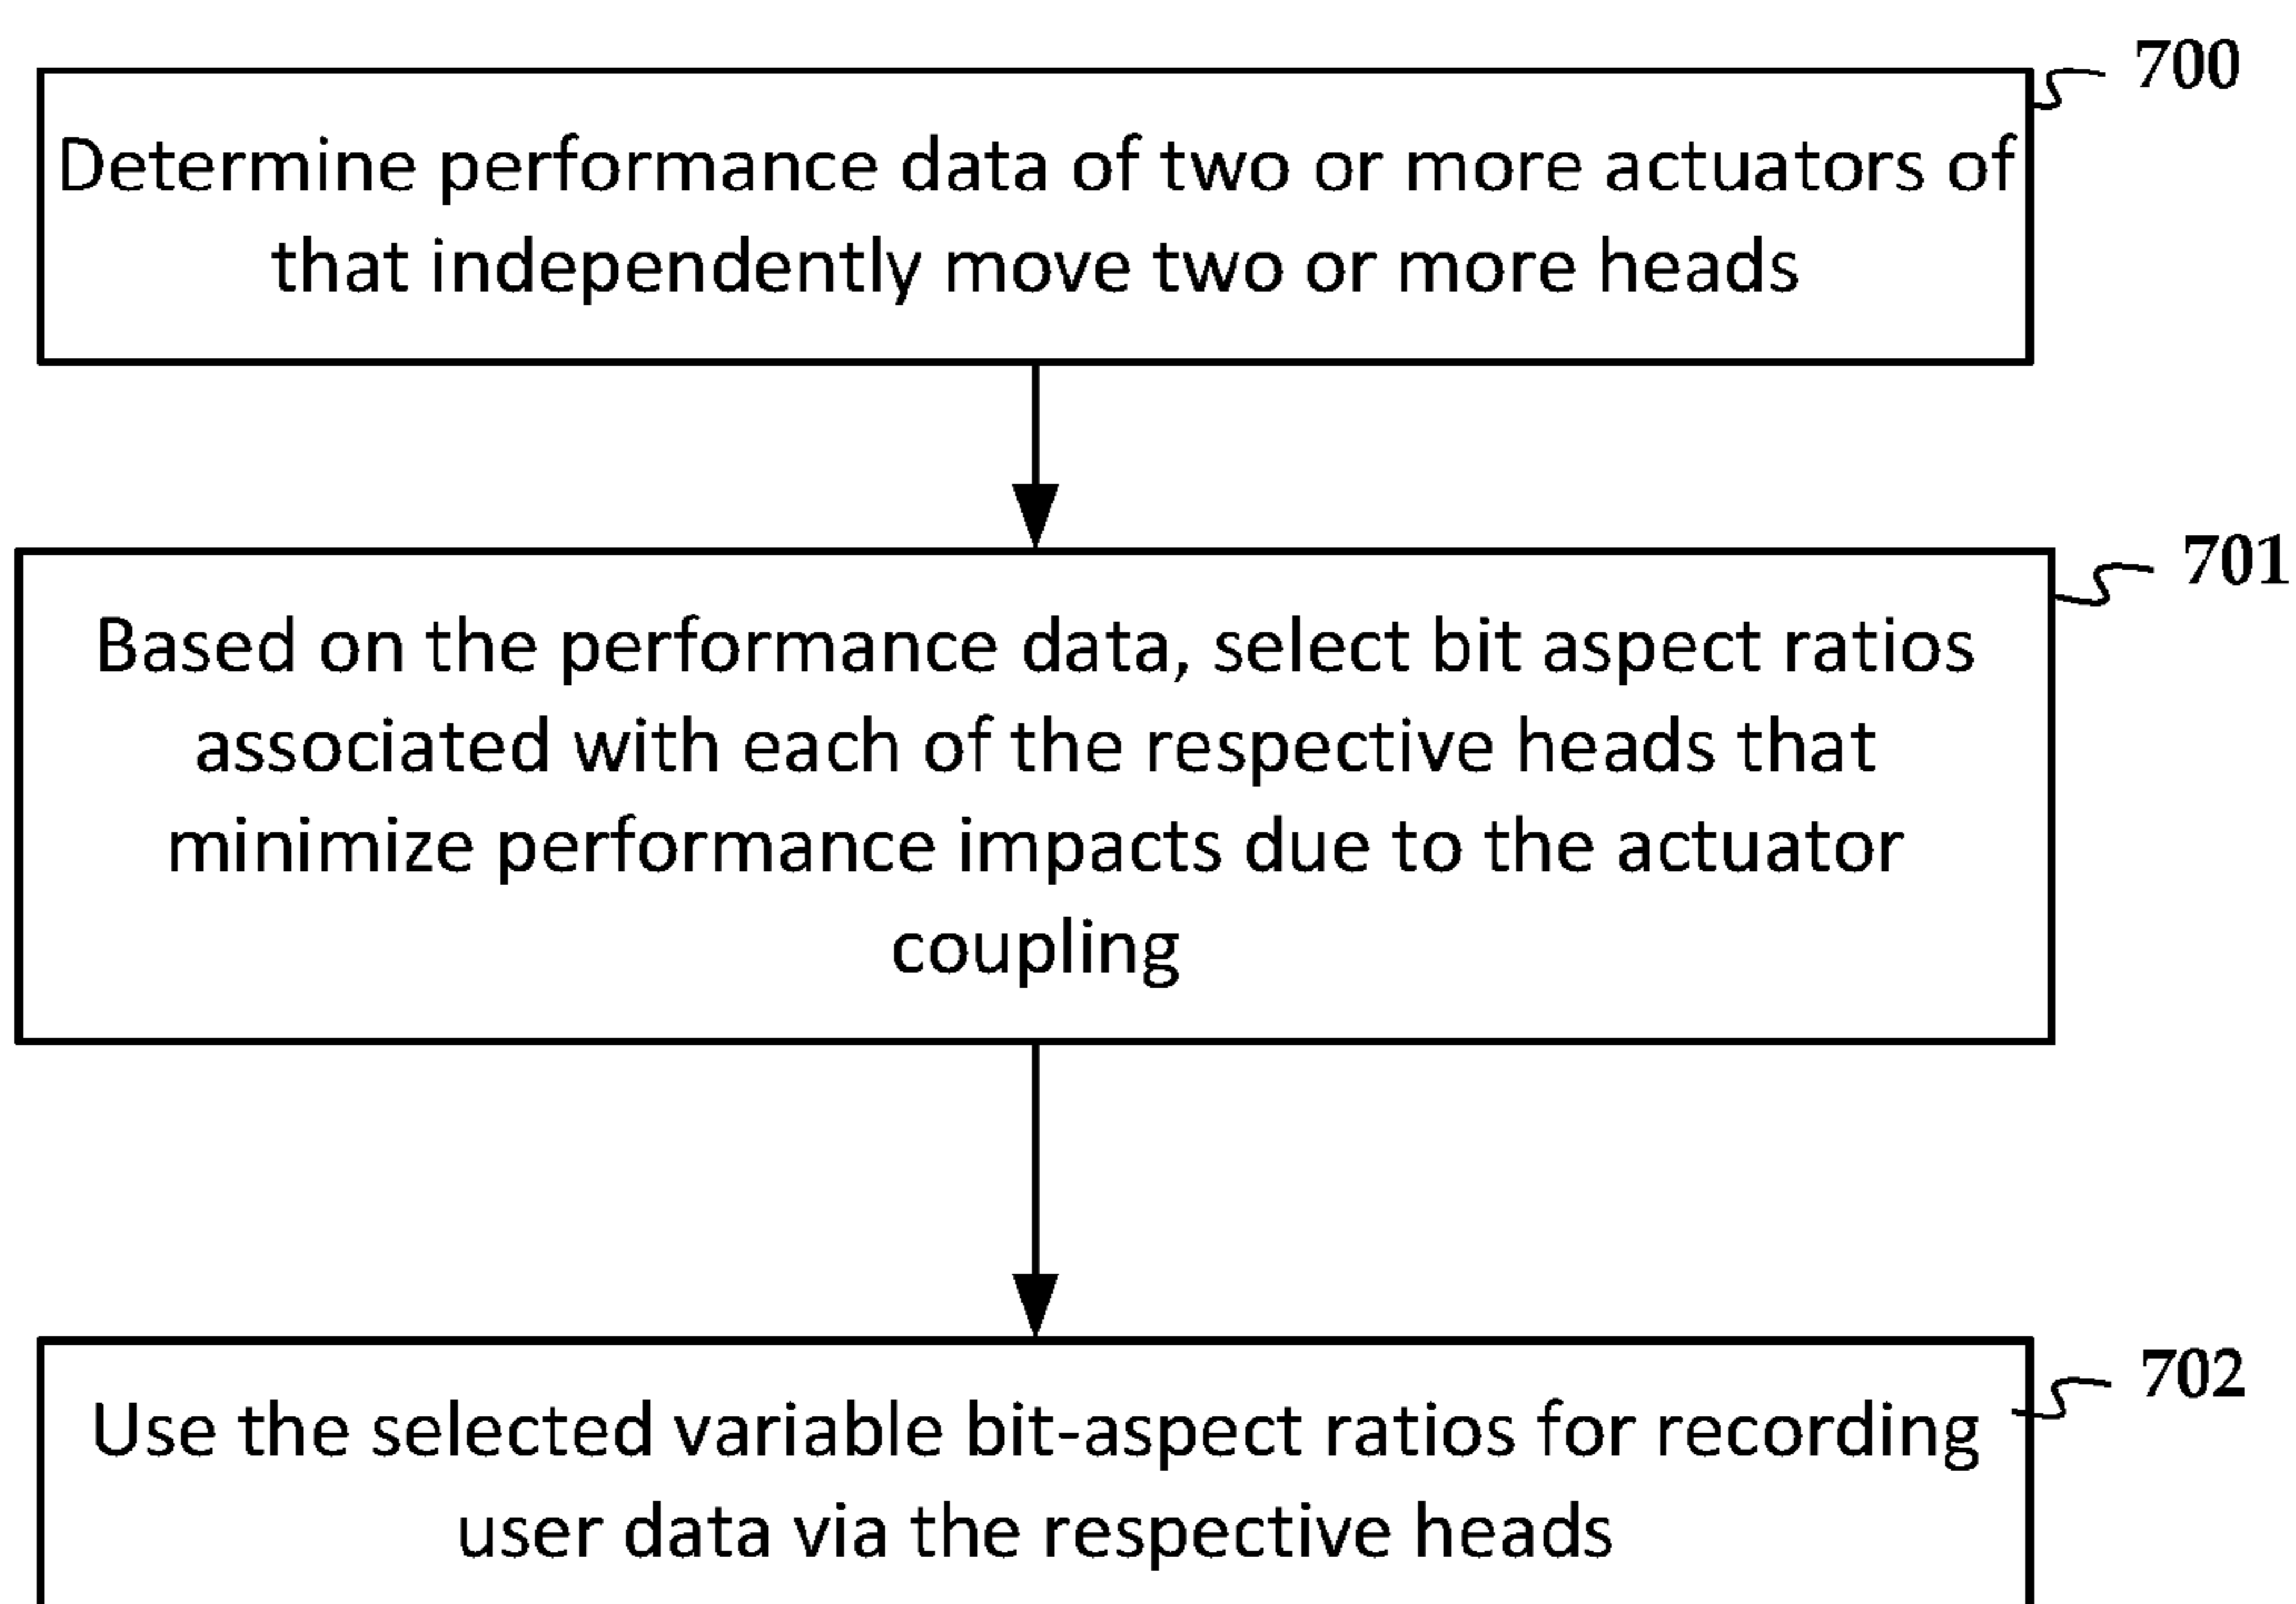 700
Determine performance data of two or more actuators of
that independently move two or more heads
701
Based on the performance data, select bit aspect ratios
associated with each of the respective heads that
minimize performance impacts due to the actuator
coupling
702
Use the selected variable bit-aspect ratios for recording
user data via the respective heads